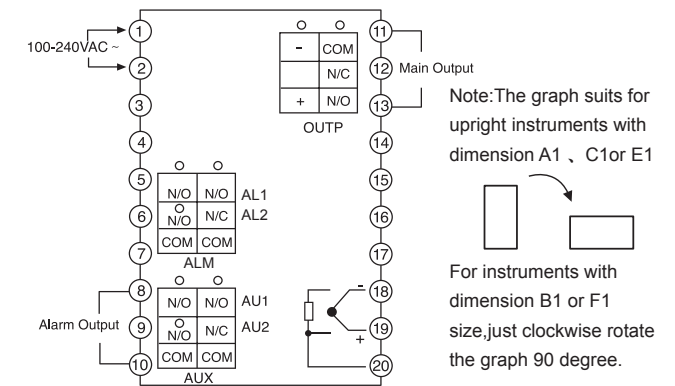 100-240VAC ~
1
2
3
4
5
6
7
8
9
10
11
12
13
14
15
16
17
18
19
20
- COM
N/C
+ N/O
OUTP
Main Output
N/O N/O AL1
N/O N/C AL2
COM COM
ALM
N/O N/O AU1
N/O N/C AU2
COM COM
AUX
Alarm Output
-
+
Note:The graph suits for
upright instruments with
dimension A1 、C1or E1
For instruments with
dimension B1 or F1
size,just clockwise rotate
the graph 90 degree.